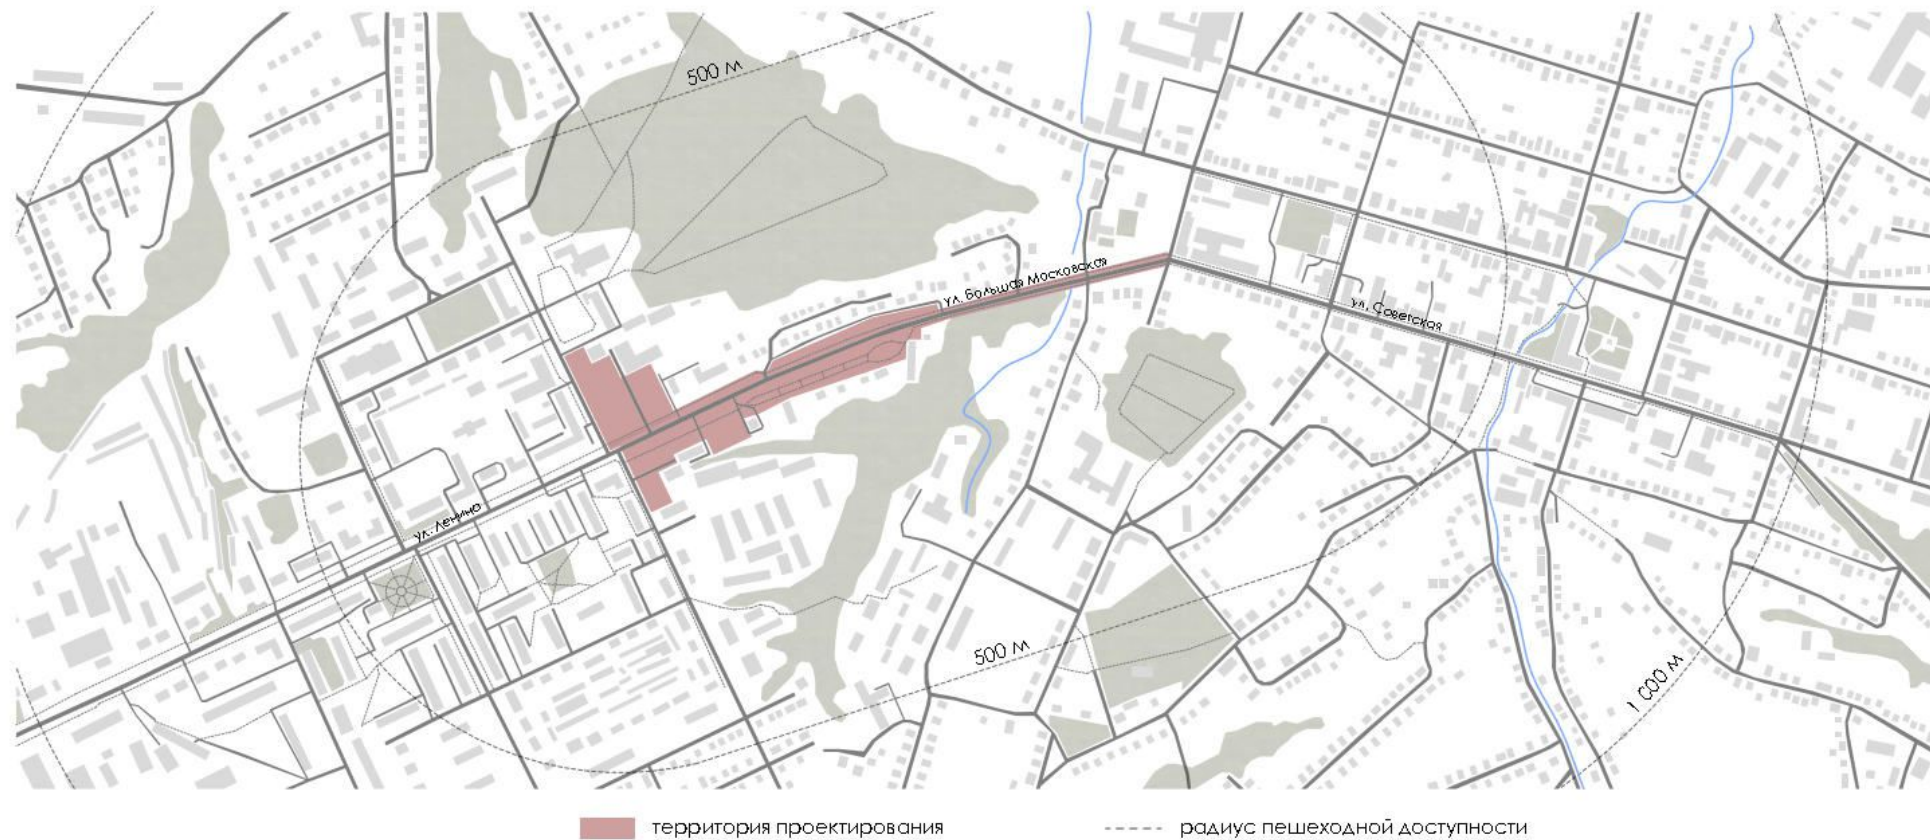 500 м
ул. Большая Московская
ул. Советская
ул. Ленина
500 м
1 000 м
территория проектирования
радиус пешеходной доступности